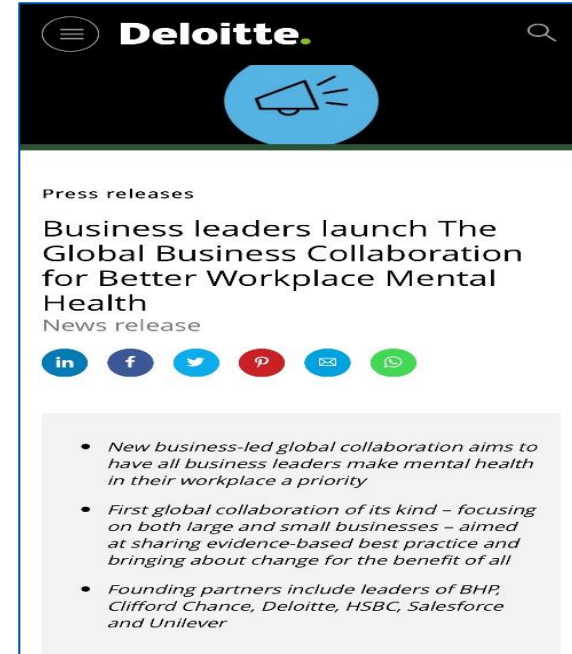 Deloitte.
Press releases
Business leaders launch The
Global Business Collaboration
for Better Workplace Mental
Health
News release
in f
• New business-led global collaboration aims to
have all business leaders make mental health
in their workplace a priority
• First global collaboration of its kind – focusing
on both large and small businesses – aimed
at sharing evidence-based best practice and
bringing about change for the benefit of all
• Founding partners include leaders of BHP,
Clifford Chance, Deloitte, HSBC, Salesforce
and Unilever